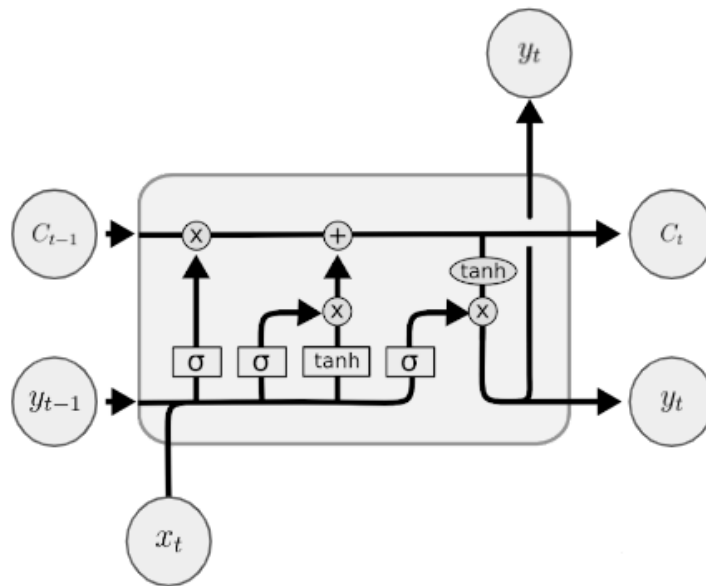 y_t
C_{t-1} x + C_t
tanh
x x
σ σ tanh σ
y_{t-1} y_t
x_t